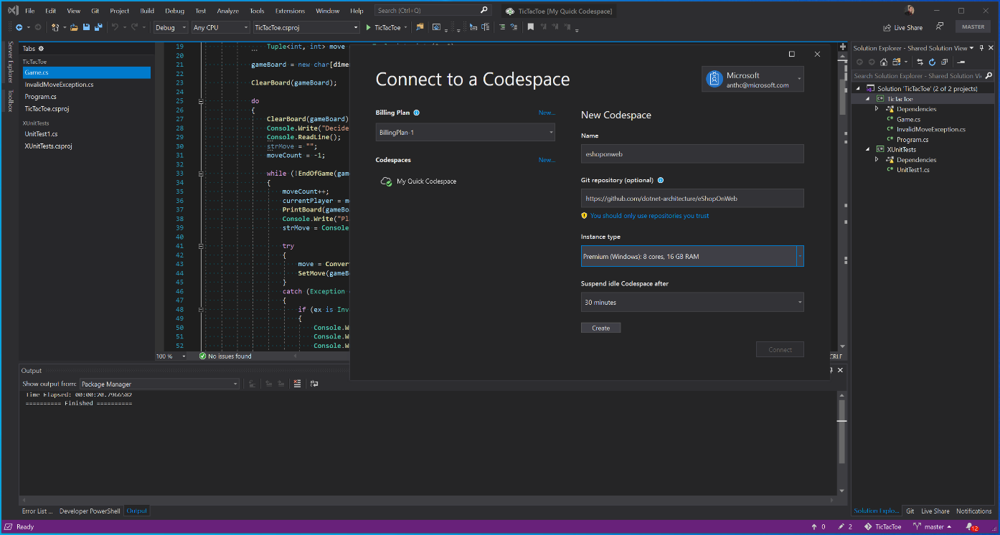 File Edit View Git Project Build Debug Test Analyze Tools Extensions Window Help Search (Ctrl+Q) TicTacToe [My Quick Codespace]
Debug Any CPU TicTacToe.csproj TicTacToe Live Share MASTER
Server Explorer
Toolbox
Tabs
TicTacToe
Game.cs
InvalidMoveException.cs
Program.cs
TicTacToe.csproj
XUnitTests
UnitTest1.cs
XUnitTests.csproj
19 Tuple<int, int> move
20
21 gameBoard = new char[dime
22
23 ClearBoard(gameBoard);
24
25 do
26 {
27 ClearBoard(gameBoard)
28 Console.Write("Decide
29 Console.ReadLine();
30 strMove = "";
31 moveCount = -1;
32
33 while (!EndOfGame(gam
34 {
35 moveCount++;
36 currentPlayer = m
37 PrintBoard(gameBo
38 Console.Write("Pl
39 strMove = Console
40
41 try
42 {
43 move = Conver
44 SetMove(gameB
45 }
46 catch (Exception
47 {
48 if (ex is Inv
49 {
50 Console.W
51 Console.W
52 Console.W
100 % No issues found
CRLF
Connect to a Codespace
Microsoft
anthc@microsoft.com
Billing Plan New...
BillingPlan-1
Codespaces New...
My Quick Codespace
New Codespace
Name
eshoponweb
Git repository (optional)
https://github.com/dotnet-architecture/eShopOnWeb
You should only use repositories you trust
Instance type
Premium (Windows): 8 cores, 16 GB RAM
Suspend idle Codespace after
30 minutes
Create
Connect
Solution Explorer - Shared Solution View
Search Solution Explorer - Shared Solution Vi
Solution 'TicTacToe' (2 of 2 projects)
TicTacToe
Dependencies
Game.cs
InvalidMoveException.cs
Program.cs
XUnitTests
Dependencies
UnitTest1.cs
Output
Show output from: Package Manager
Time Elapsed: 00:00:20.7966582
========== Finished ==========
Error List ... Developer PowerShell Output
Solution Explo... Git Live Share Notifications
Ready 0 2 TicTacToe master 12